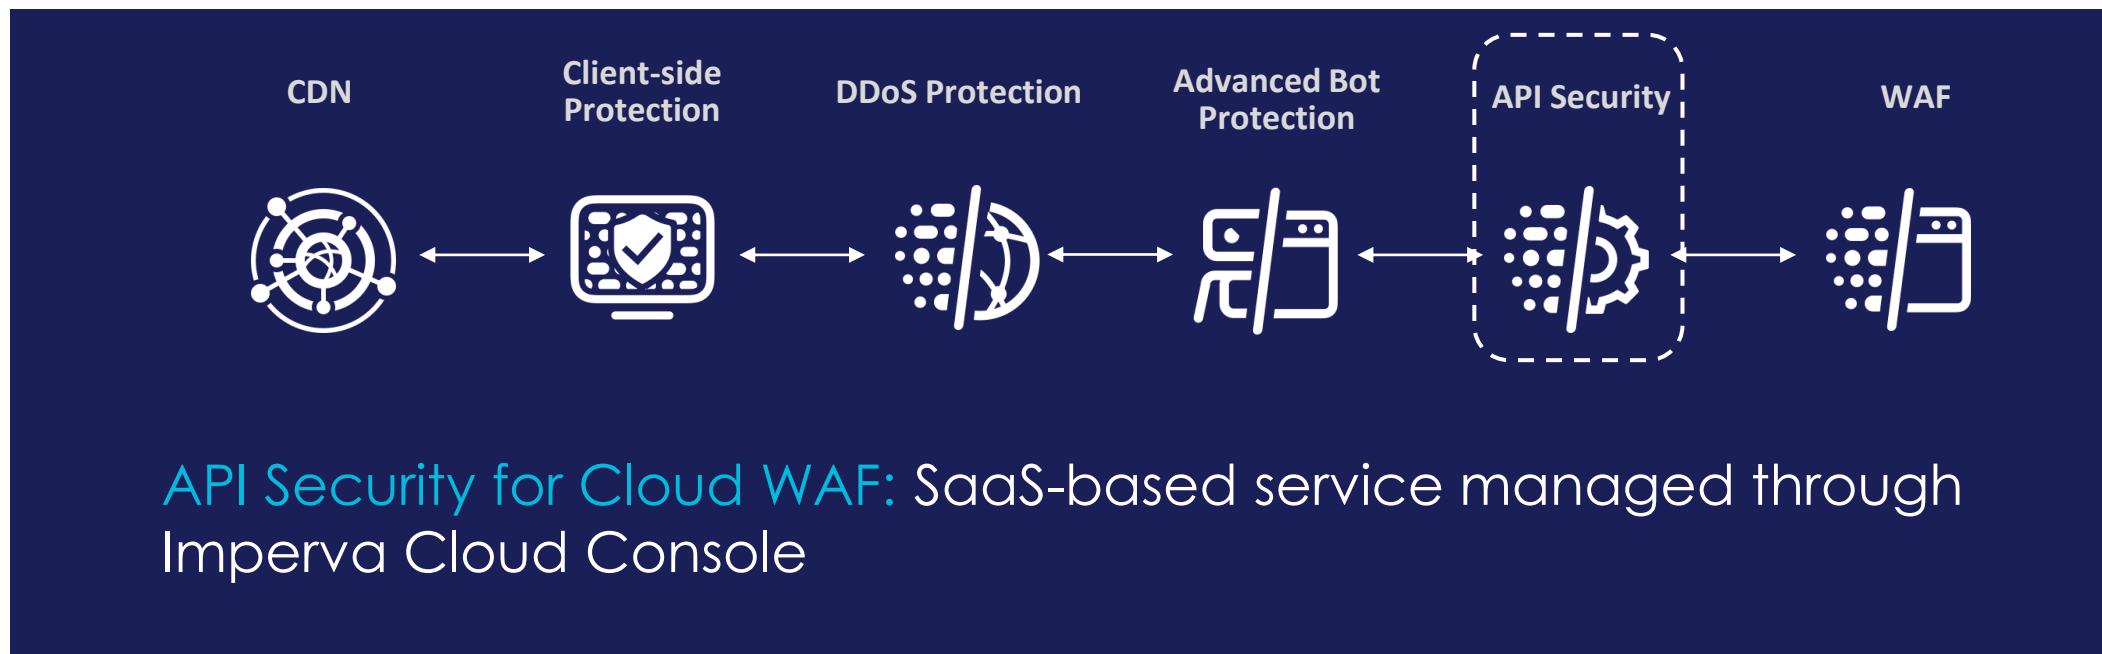 CDN
Client-side
Protection
DDoS Protection
Advanced Bot
Protection
API Security
WAF
API Security for Cloud WAF: SaaS-based service managed through
Imperva Cloud Console